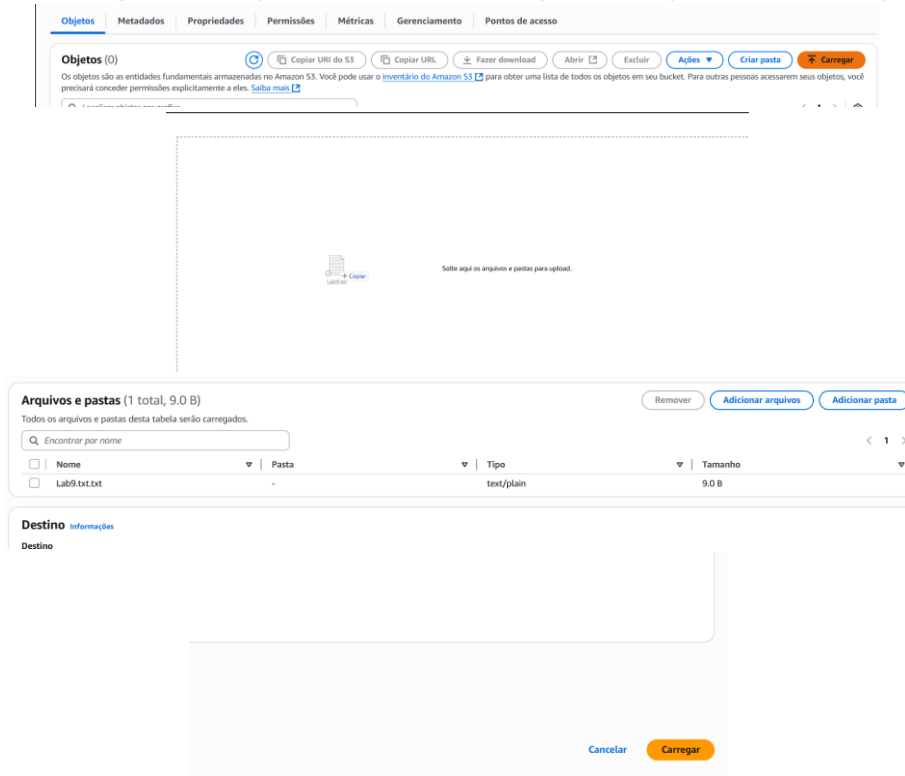 Objetos Metadados Propriedades Permissões Métricas Gerenciamento Pontos de acesso
Objetos (0) Copiar URI do S3 Copiar URL Fazer download Abrir Excluir Ações Criar pasta Carregar
Os objetos são as entidades fundamentais armazenadas no Amazon S3. Você pode usar o inventário do Amazon S3 para obter uma lista de todos os objetos em seu bucket. Para outras pessoas acessarem seus objetos, você
precisará conceder permissões explicitamente a eles. Saiba mais
+ Copiar
Solte aqui os arquivos e pastas para upload.
Arquivos e pastas (1 total, 9.0 B) Remover Adicionar arquivos Adicionar pasta
Todos os arquivos e pastas desta tabela serão carregados.
Encontrar por nome
1
Nome Pasta Tipo Tamanho
Lab9.txt.txt - text/plain 9.0 B
Destino Informações
Destino
Cancelar Carregar